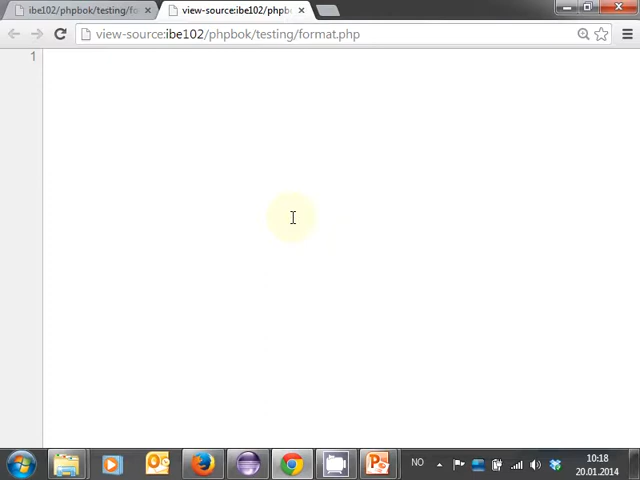 ibe102/phpbok/testing/fo
view-source:ibe102/phpb
view-source:ibe102/phpbok/testing/format.php
1
NO
10:18
20.01.2014